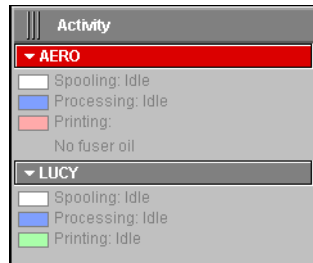 Activity
AERO
Spooling: Idle
Processing: Idle
Printing:
No fuser oil
LUCY
Spooling: Idle
Processing: Idle
Printing: Idle